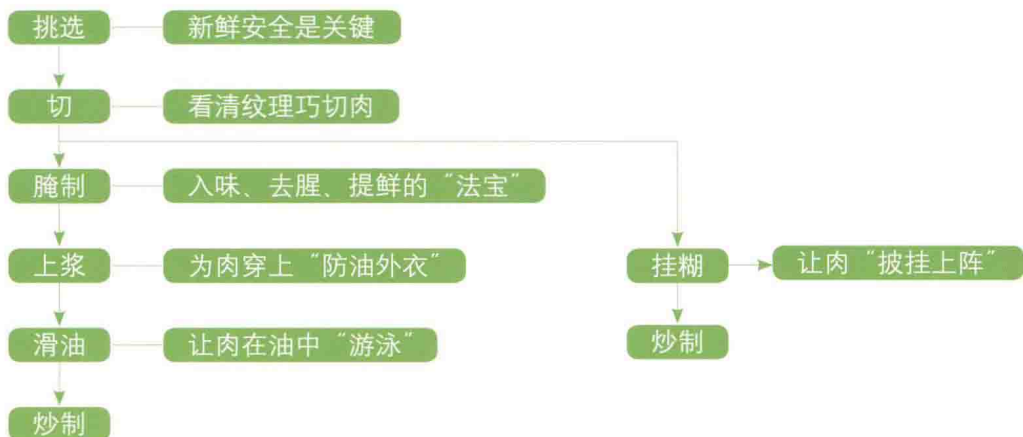 挑选 新鲜安全是关键
切 看清纹理巧切肉
腌制 入味、去腥、提鲜的“法宝”
上浆 为肉穿上“防油外衣” 挂糊 让肉“披挂上阵”
滑油 让肉在油中“游泳” 炒制
炒制